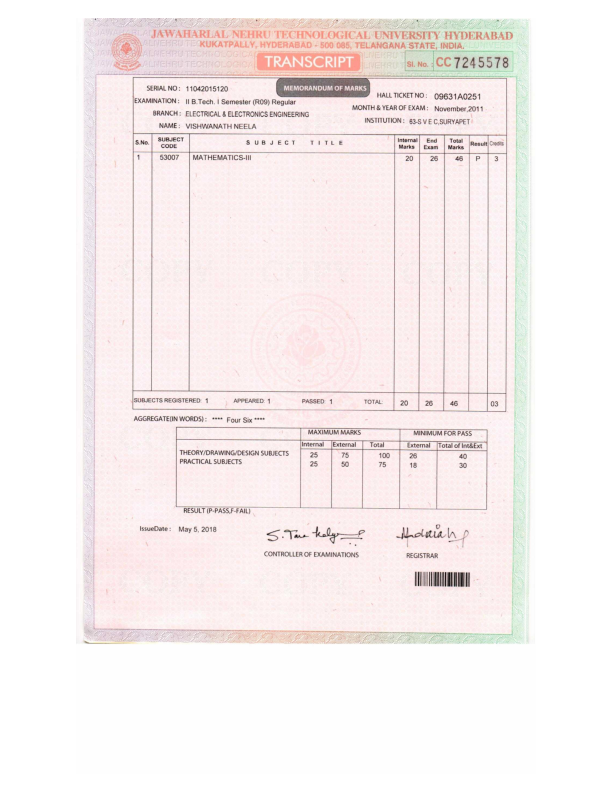 JAWAHARLAL NEHRU TECHNOLOGICAL UNIVERSITY HYDERABAD
KUKATPALLY, HYDERABAD - 500 085, TELANGANA STATE, INDIA.
TRANSCRIPT
Sl. No. : CC 7245578
SERIAL NO : 11042015120
MEMORANDUM OF MARKS
HALL TICKET NO : 09631A0251
EXAMINATION : II B.Tech. I Semester (R09) Regular
MONTH & YEAR OF EXAM : November,2011
BRANCH : ELECTRICAL & ELECTRONICS ENGINEERING
INSTITUTION : 63-S V E C,SURYAPET
NAME : VISHWANATH NEELA
S.No. SUBJECT CODE SUBJECT TITLE Internal Marks End Exam Total Marks Result Credits
1 53007 MATHEMATICS-III 20 26 46 P 3
SUBJECTS REGISTERED: 1 APPEARED: 1 PASSED: 1 TOTAL: 20 26 46 03
AGGREGATE(IN WORDS) : **** Four Six ****
MAXIMUM MARKS MINIMUM FOR PASS
Internal External Total External Total of Int&Ext
THEORY/DRAWING/DESIGN SUBJECTS 25 75 100 26 40
PRACTICAL SUBJECTS 25 50 75 18 30
RESULT (P-PASS,F-FAIL)
IssueDate : May 5, 2018
CONTROLLER OF EXAMINATIONS REGISTRAR